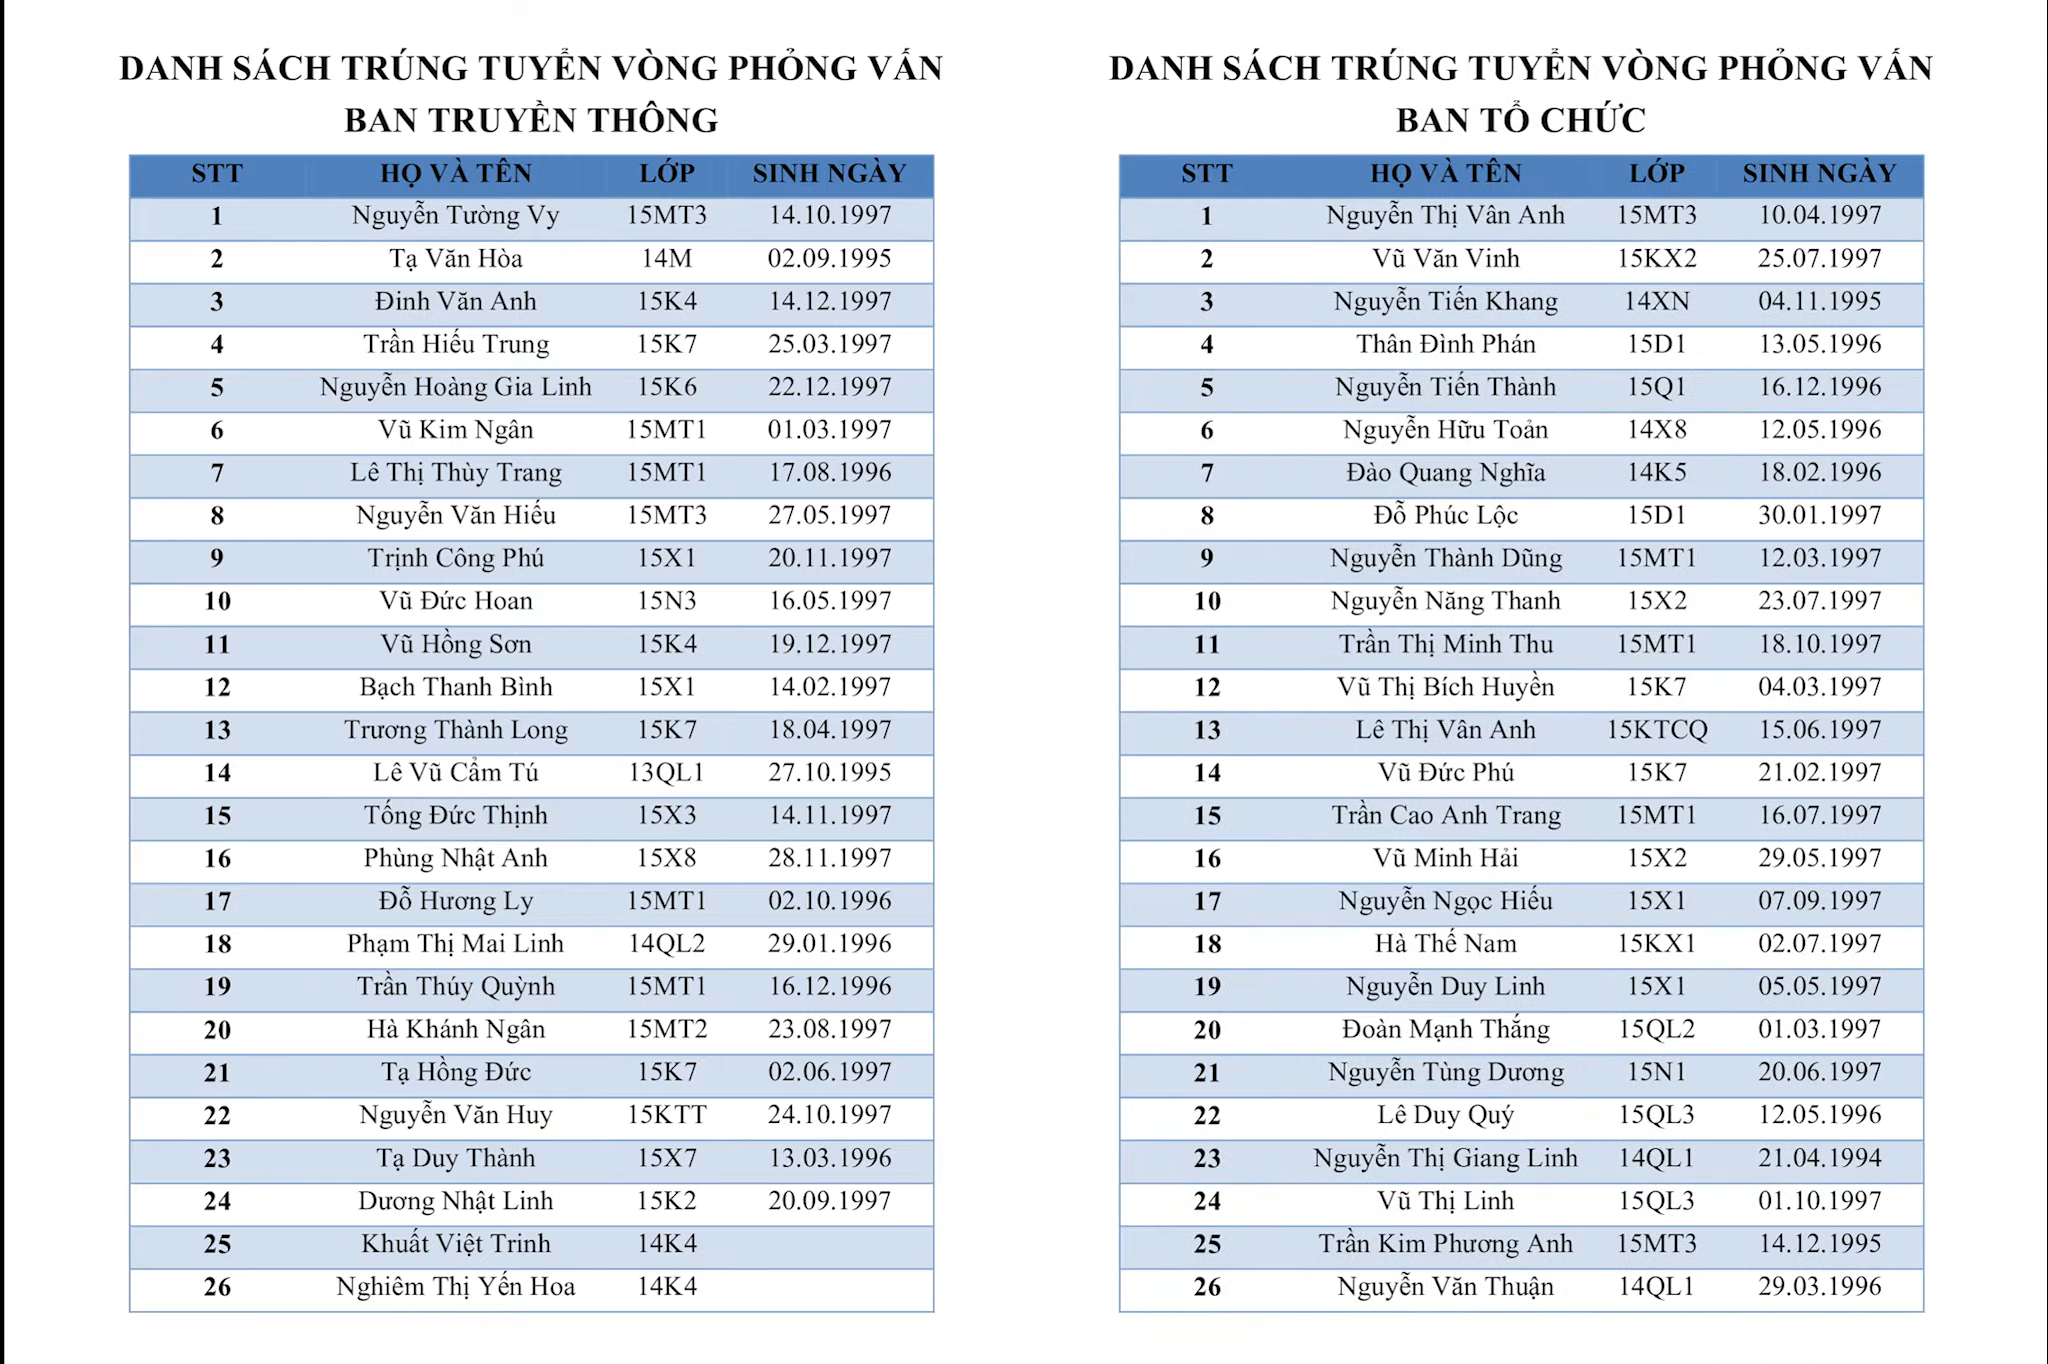 DANH SÁCH TRÚNG TUYỂN VÒNG PHỎNG VẤN
BAN TRUYỀN THÔNG
STT HỌ VÀ TÊN LỚP SINH NGÀY
1 Nguyễn Tường Vy 15MT3 14.10.1997
2 Tạ Văn Hòa 14M 02.09.1995
3 Đinh Văn Anh 15K4 14.12.1997
4 Trần Hiếu Trung 15K7 25.03.1997
5 Nguyễn Hoàng Gia Linh 15K6 22.12.1997
6 Vũ Kim Ngân 15MT1 01.03.1997
7 Lê Thị Thùy Trang 15MT1 17.08.1996
8 Nguyễn Văn Hiếu 15MT3 27.05.1997
9 Trịnh Công Phú 15X1 20.11.1997
10 Vũ Đức Hoan 15N3 16.05.1997
11 Vũ Hồng Sơn 15K4 19.12.1997
12 Bạch Thanh Bình 15X1 14.02.1997
13 Trương Thành Long 15K7 18.04.1997
14 Lê Vũ Cẩm Tú 13QL1 27.10.1995
15 Tống Đức Thịnh 15X3 14.11.1997
16 Phùng Nhật Anh 15X8 28.11.1997
17 Đỗ Hương Ly 15MT1 02.10.1996
18 Phạm Thị Mai Linh 14QL2 29.01.1996
19 Trần Thúy Quỳnh 15MT1 16.12.1996
20 Hà Khánh Ngân 15MT2 23.08.1997
21 Tạ Hồng Đức 15K7 02.06.1997
22 Nguyễn Văn Huy 15KTT 24.10.1997
23 Tạ Duy Thành 15X7 13.03.1996
24 Dương Nhật Linh 15K2 20.09.1997
25 Khuất Việt Trinh 14K4
26 Nghiêm Thị Yến Hoa 14K4
DANH SÁCH TRÚNG TUYỂN VÒNG PHỎNG VẤN
BAN TỔ CHỨC
STT HỌ VÀ TÊN LỚP SINH NGÀY
1 Nguyễn Thị Vân Anh 15MT3 10.04.1997
2 Vũ Văn Vinh 15KX2 25.07.1997
3 Nguyễn Tiến Khang 14XN 04.11.1995
4 Thân Đình Phán 15D1 13.05.1996
5 Nguyễn Tiến Thành 15Q1 16.12.1996
6 Nguyễn Hữu Toản 14X8 12.05.1996
7 Đào Quang Nghĩa 14K5 18.02.1996
8 Đỗ Phúc Lộc 15D1 30.01.1997
9 Nguyễn Thành Dũng 15MT1 12.03.1997
10 Nguyễn Năng Thanh 15X2 23.07.1997
11 Trần Thị Minh Thu 15MT1 18.10.1997
12 Vũ Thị Bích Huyền 15K7 04.03.1997
13 Lê Thị Vân Anh 15KTCQ 15.06.1997
14 Vũ Đức Phú 15K7 21.02.1997
15 Trần Cao Anh Trang 15MT1 16.07.1997
16 Vũ Minh Hải 15X2 29.05.1997
17 Nguyễn Ngọc Hiếu 15X1 07.09.1997
18 Hà Thế Nam 15KX1 02.07.1997
19 Nguyễn Duy Linh 15X1 05.05.1997
20 Đoàn Mạnh Thắng 15QL2 01.03.1997
21 Nguyễn Tùng Dương 15N1 20.06.1997
22 Lê Duy Quý 15QL3 12.05.1996
23 Nguyễn Thị Giang Linh 14QL1 21.04.1994
24 Vũ Thị Linh 15QL3 01.10.1997
25 Trần Kim Phương Anh 15MT3 14.12.1995
26 Nguyễn Văn Thuận 14QL1 29.03.1996